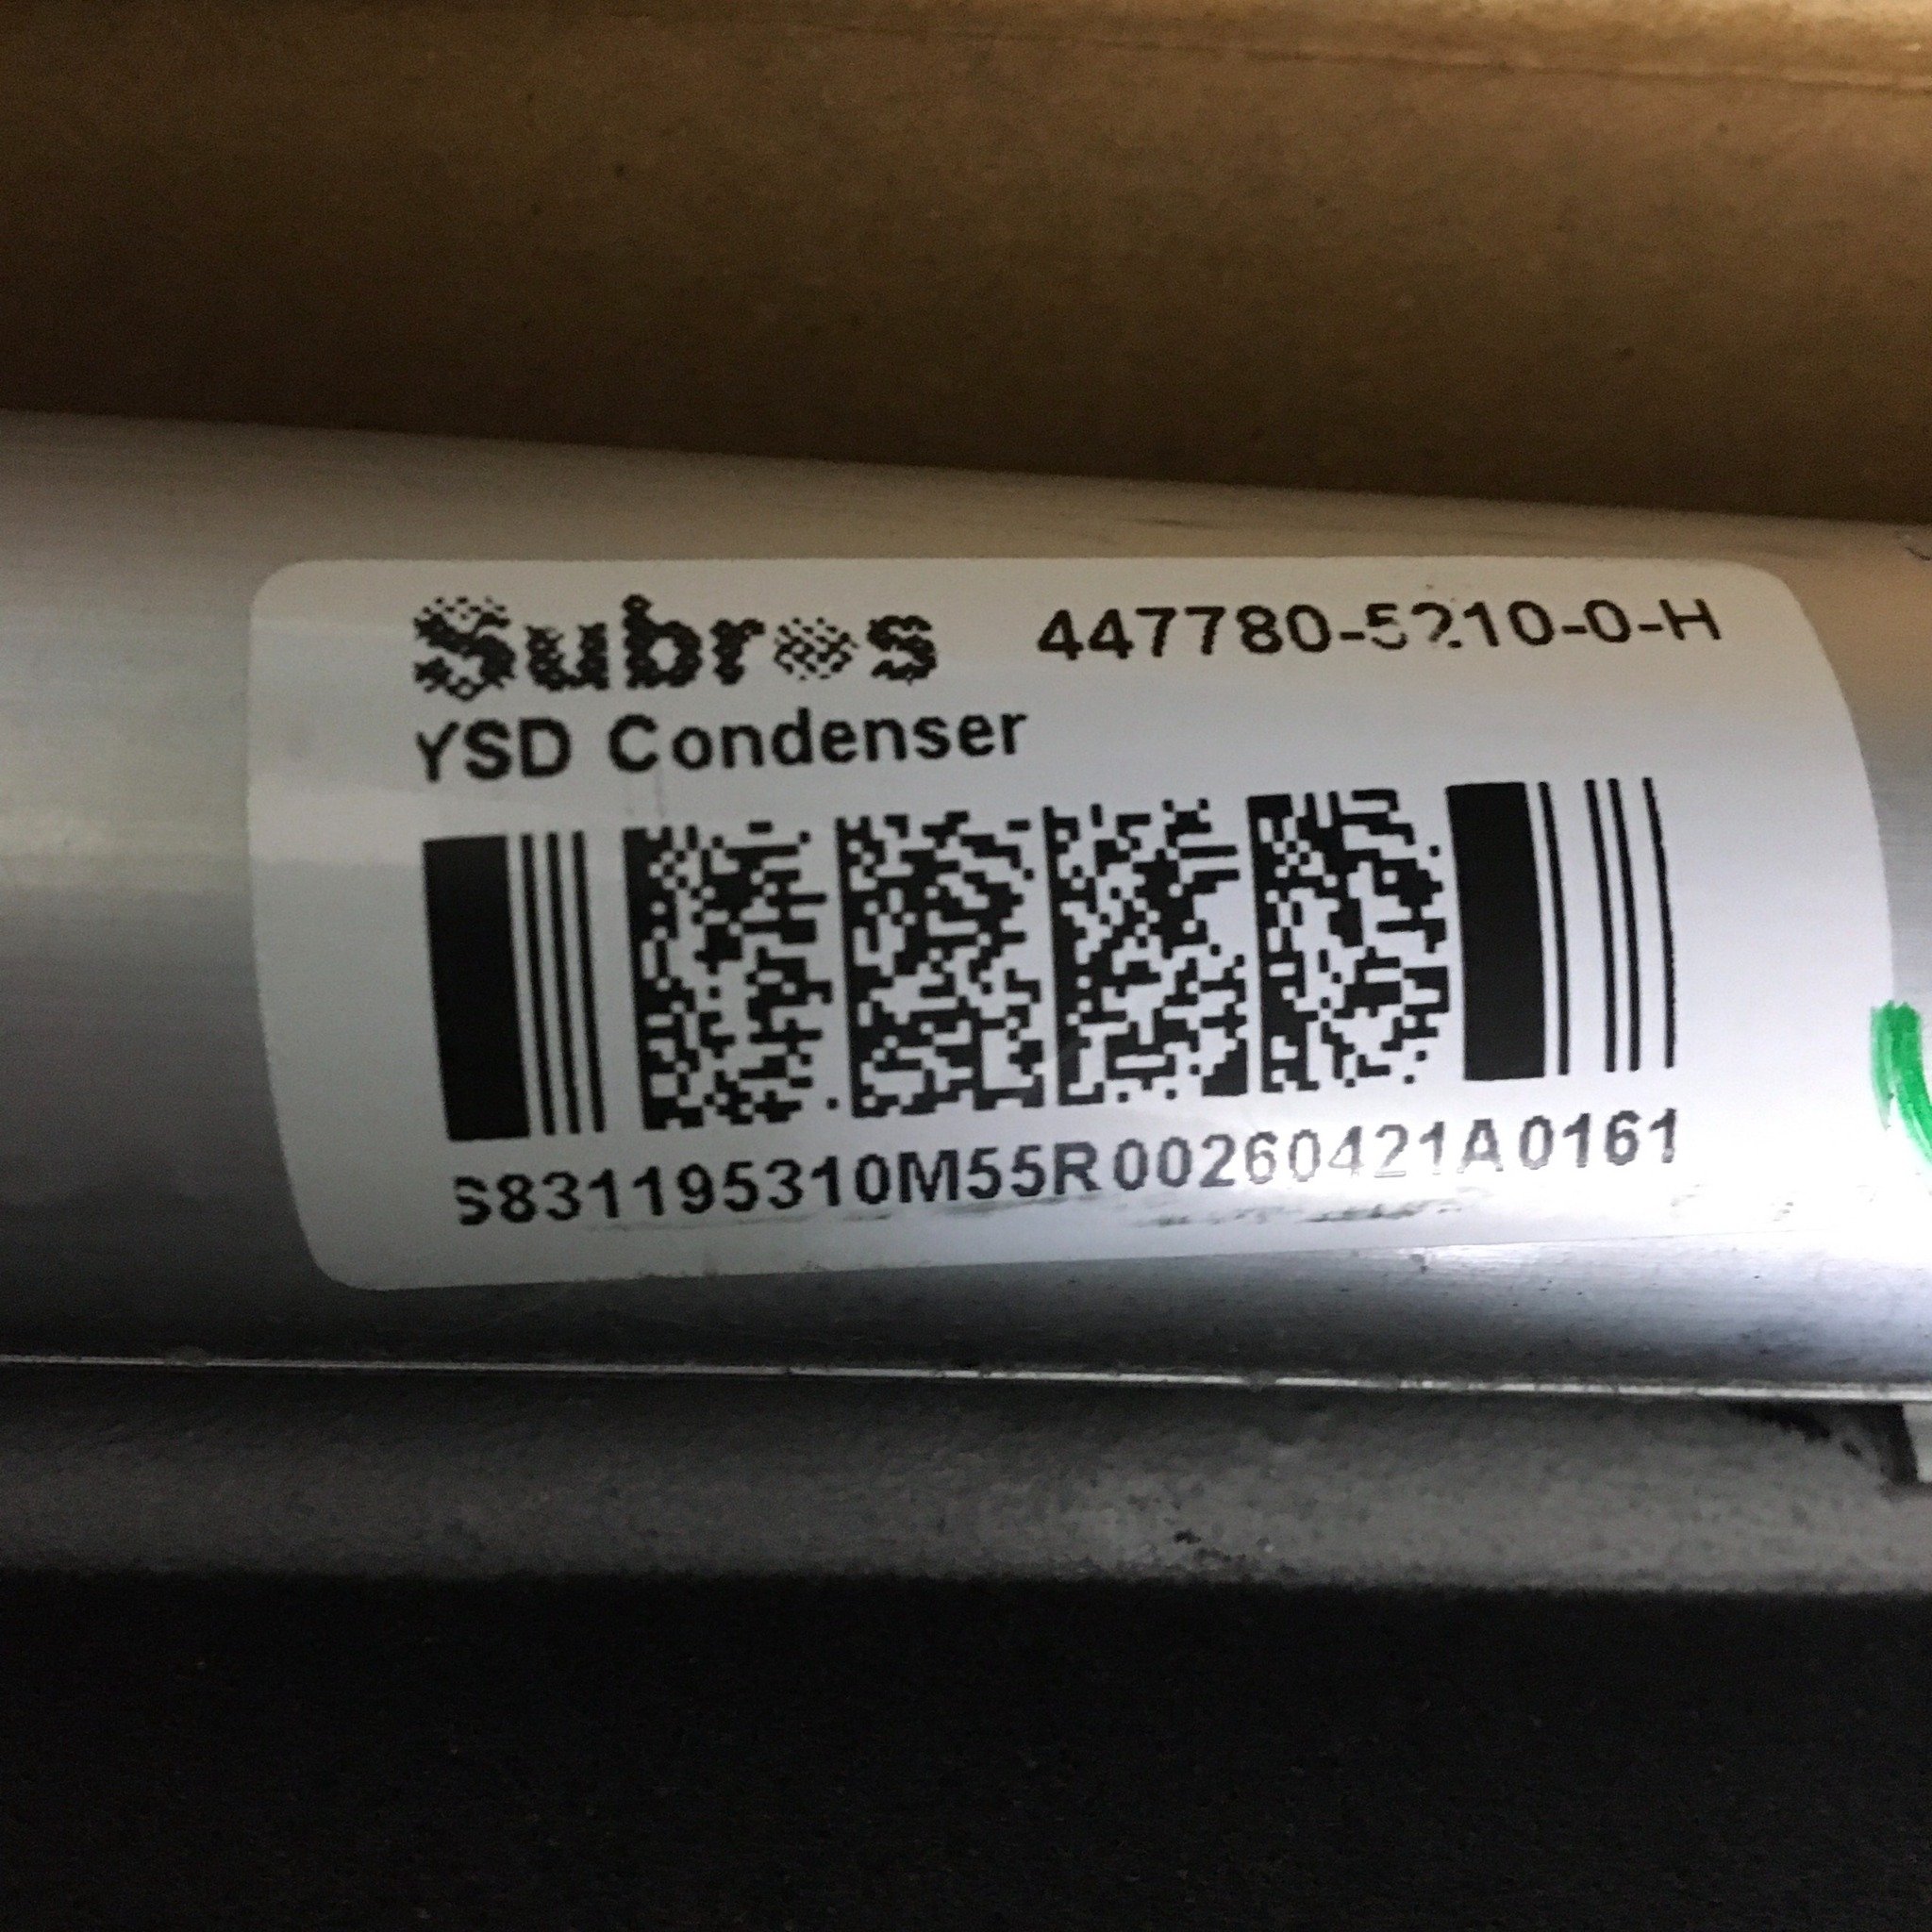 Subros 447780-5210-0-H
YSD Condenser
S831195310M55R00260421A0161